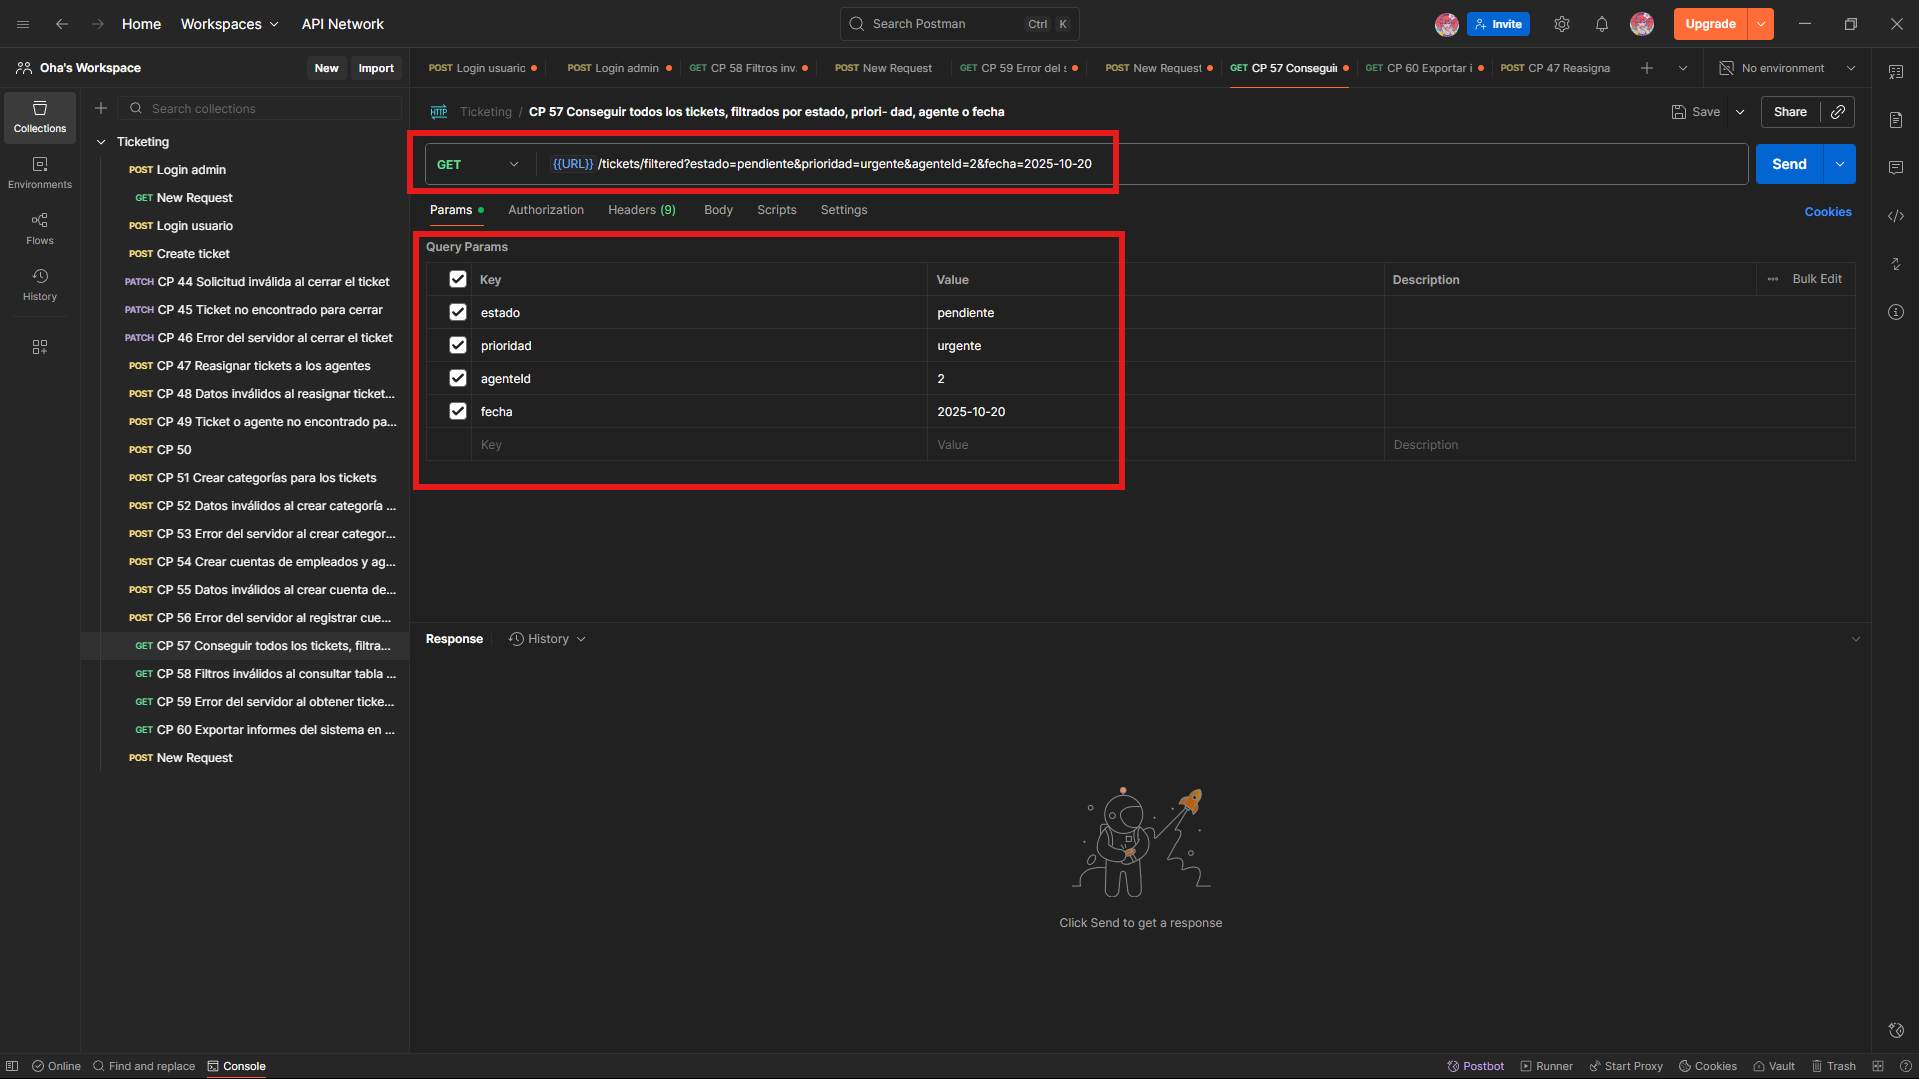 Home
Workspaces
API Network
Search Postman
Ctrl K
Invite
Upgrade
Oha's Workspace
New
Import
POST Login usuario
POST Login admin
GET CP 58 Filtros inv
POST New Request
GET CP 59 Error del s
POST New Request
GET CP 57 Conseguir
GET CP 60 Exportar i
POST CP 47 Reasigna
No environment
Collections
Environments
Flows
History
Search collections
Ticketing
POST Login admin
GET New Request
POST Login usuario
POST Create ticket
PATCH CP 44 Solicitud inválida al cerrar el ticket
PATCH CP 45 Ticket no encontrado para cerrar
PATCH CP 46 Error del servidor al cerrar el ticket
POST CP 47 Reasignar tickets a los agentes
POST CP 48 Datos inválidos al reasignar ticket...
POST CP 49 Ticket o agente no encontrado pa...
POST CP 50
POST CP 51 Crear categorías para los tickets
POST CP 52 Datos inválidos al crear categoría ...
POST CP 53 Error del servidor al crear categor...
POST CP 54 Crear cuentas de empleados y ag...
POST CP 55 Datos inválidos al crear cuenta de...
POST CP 56 Error del servidor al registrar cue...
GET CP 57 Conseguir todos los tickets, filtra...
GET CP 58 Filtros inválidos al consultar tabla ...
GET CP 59 Error del servidor al obtener ticke...
GET CP 60 Exportar informes del sistema en ...
POST New Request
HTTP Ticketing / CP 57 Conseguir todos los tickets, filtrados por estado, priori- dad, agente o fecha
Save
Share
GET {{URL}} /tickets/filtered?estado=pendiente&prioridad=urgente&agenteId=2&fecha=2025-10-20
Send
Params
Authorization
Headers (9)
Body
Scripts
Settings
Cookies
Query Params
Key Value Description Bulk Edit
estado pendiente
prioridad urgente
agenteId 2
fecha 2025-10-20
Key Value Description
Response
History
Click Send to get a response
Online
Find and replace
Console
Postbot
Runner
Start Proxy
Cookies
Vault
Trash